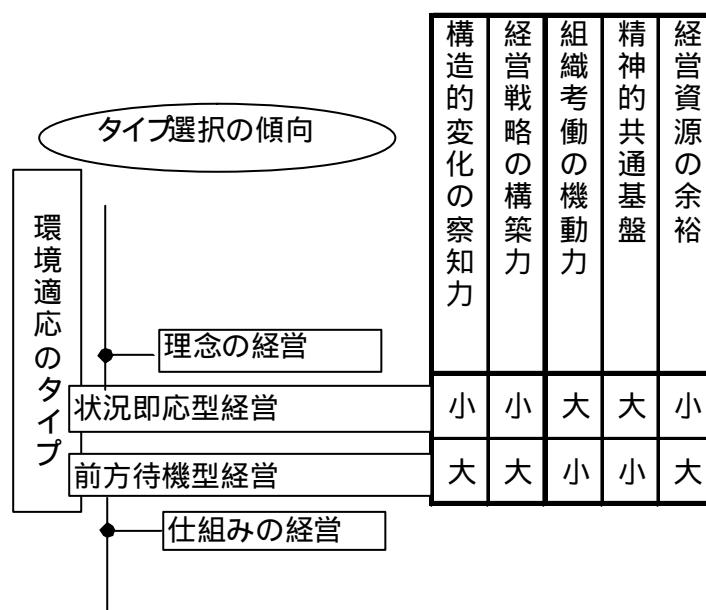 タイプ選択の傾向
構造的変化の察知力
経営戦略の構築力
組織考働の機動力
精神的共通基盤
経営資源の余裕
環境適応のタイプ
理念の経営
状況即応型経営
小 小 大 大 小
前方待機型経営
大 大 小 小 大
仕組みの経営